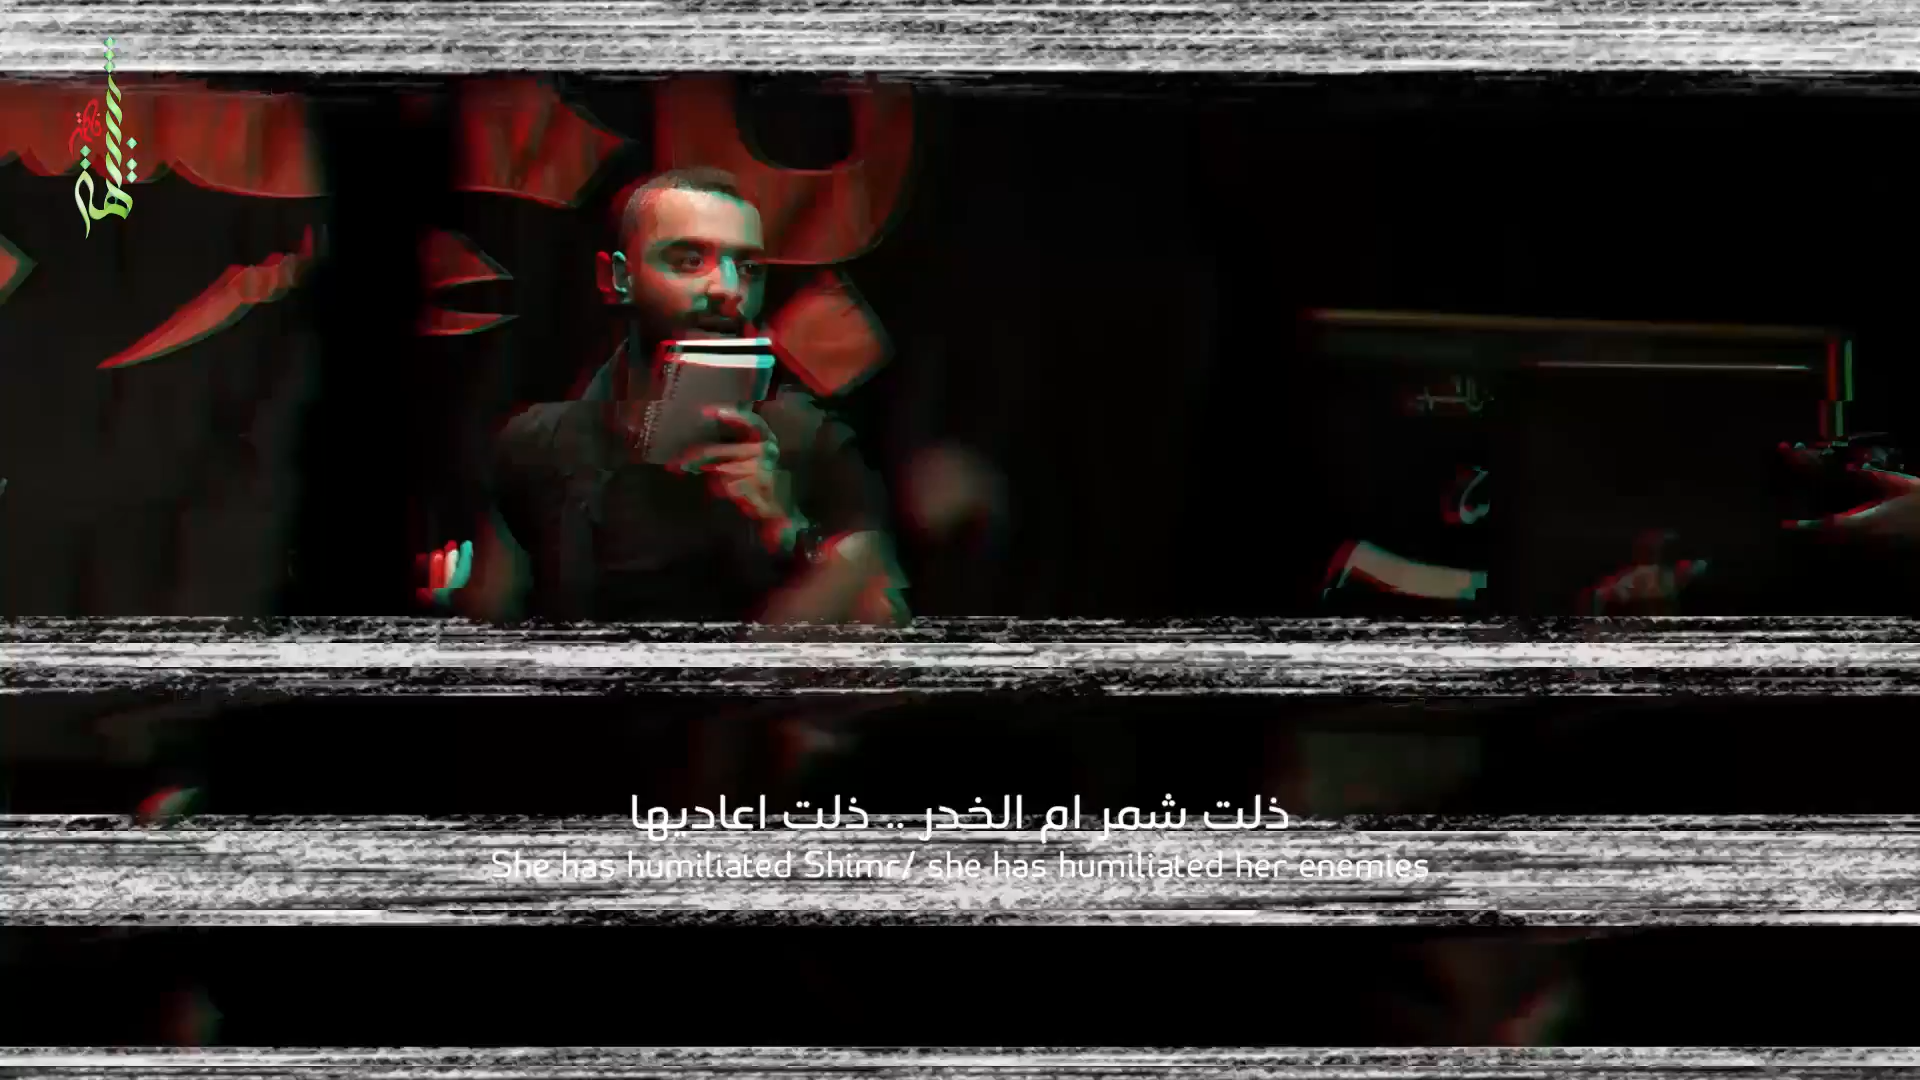 ذلت شمر ام الخدر .. ذلت اعاديها
She has humiliated Shimr/ she has humiliated her enemies